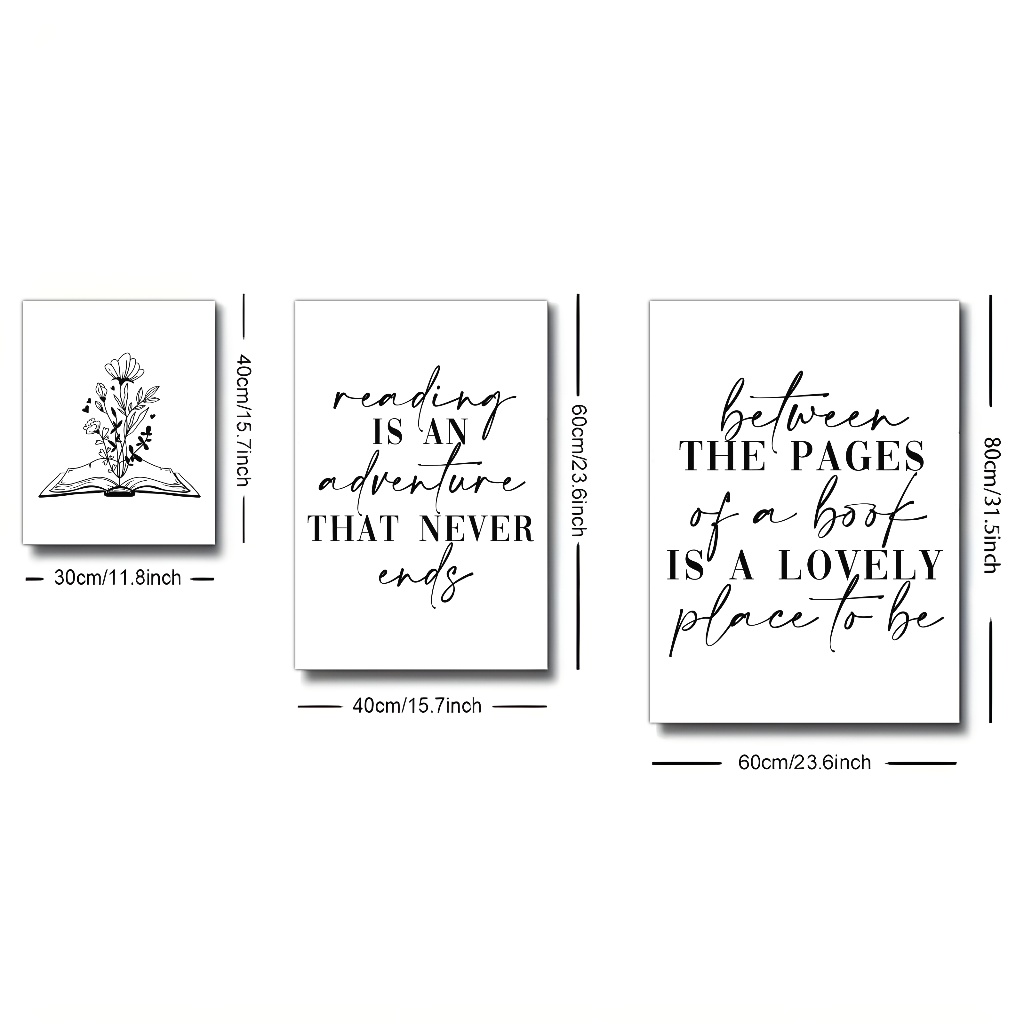 40cm/15.7inch
30cm/11.8inch
reading
IS AN
adventure
THAT NEVER
ends
60cm/23.6inch
40cm/15.7inch
between
THE PAGES
of a book
IS A LOVELY
place to be
80cm/31.5inch
60cm/23.6inch